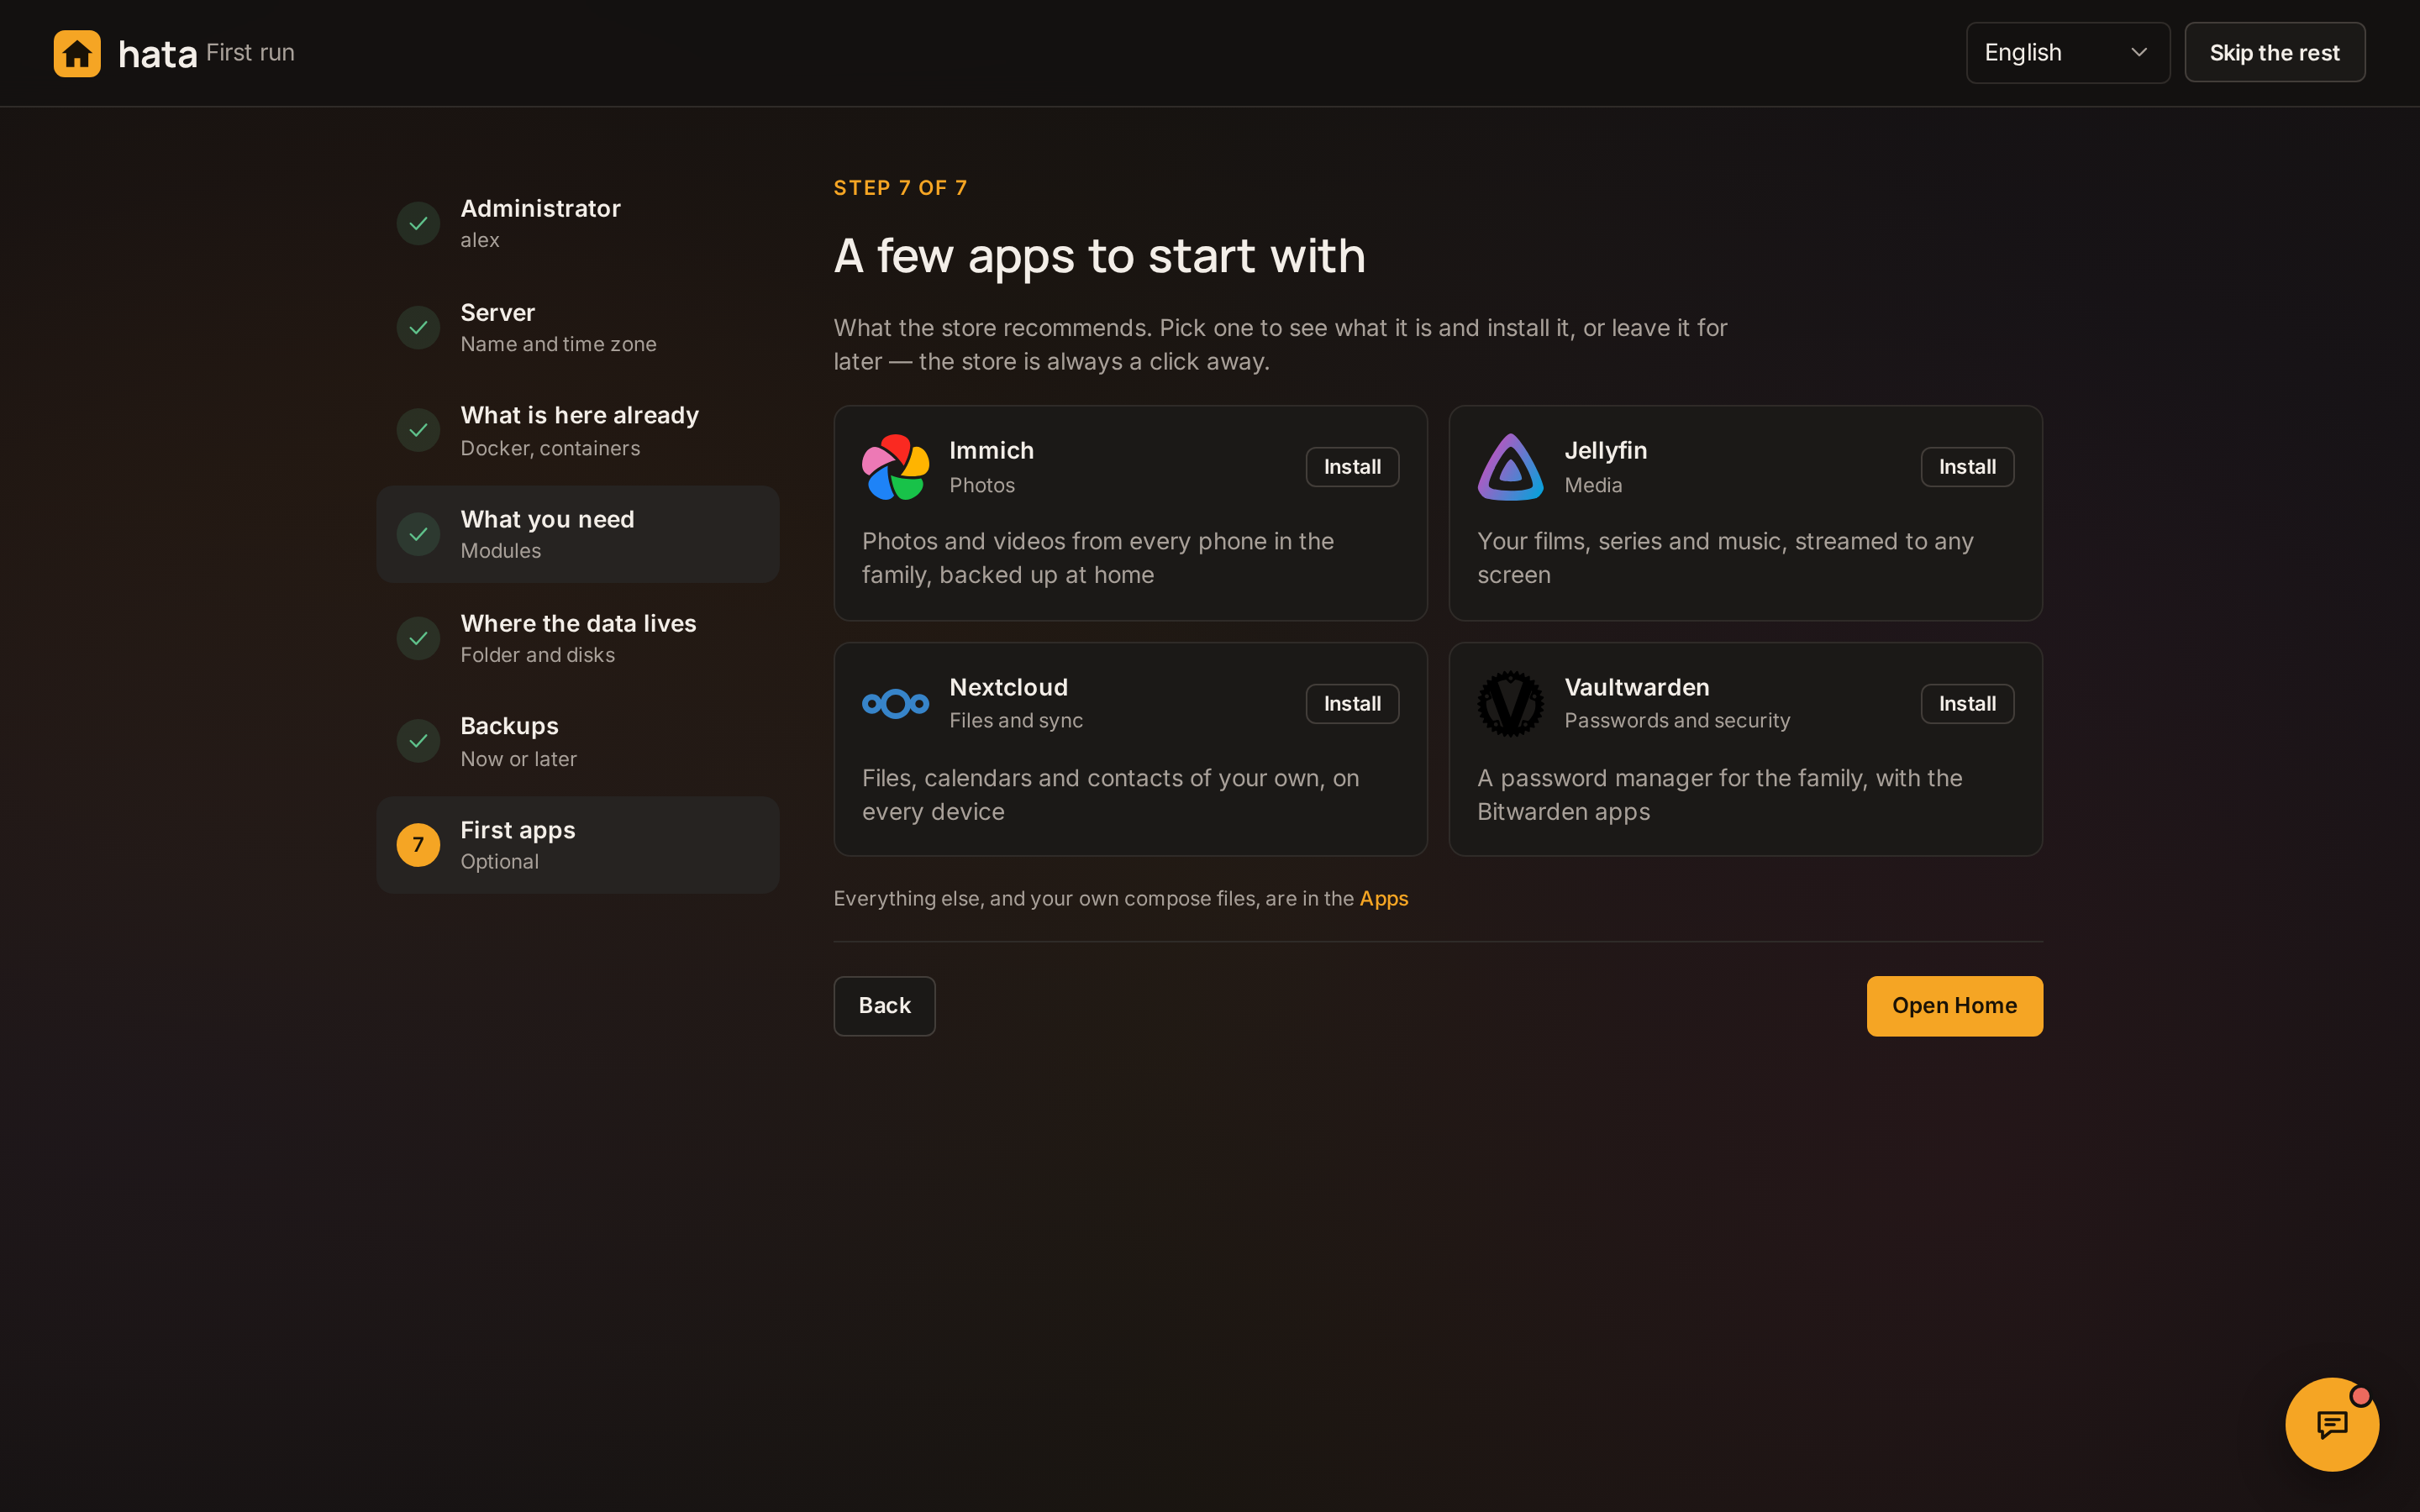 hata First run
English
Skip the rest
Administrator
alex
Server
Name and time zone
What is here already
Docker, containers
What you need
Modules
Where the data lives
Folder and disks
Backups
Now or later
7
First apps
Optional
STEP 7 OF 7
A few apps to start with
What the store recommends. Pick one to see what it is and install it, or leave it for
later — the store is always a click away.
Immich
Photos
Install
Photos and videos from every phone in the
family, backed up at home
Jellyfin
Media
Install
Your films, series and music, streamed to any
screen
Nextcloud
Files and sync
Install
Files, calendars and contacts of your own, on
every device
Vaultwarden
Passwords and security
Install
A password manager for the family, with the
Bitwarden apps
Everything else, and your own compose files, are in the Apps
Back
Open Home